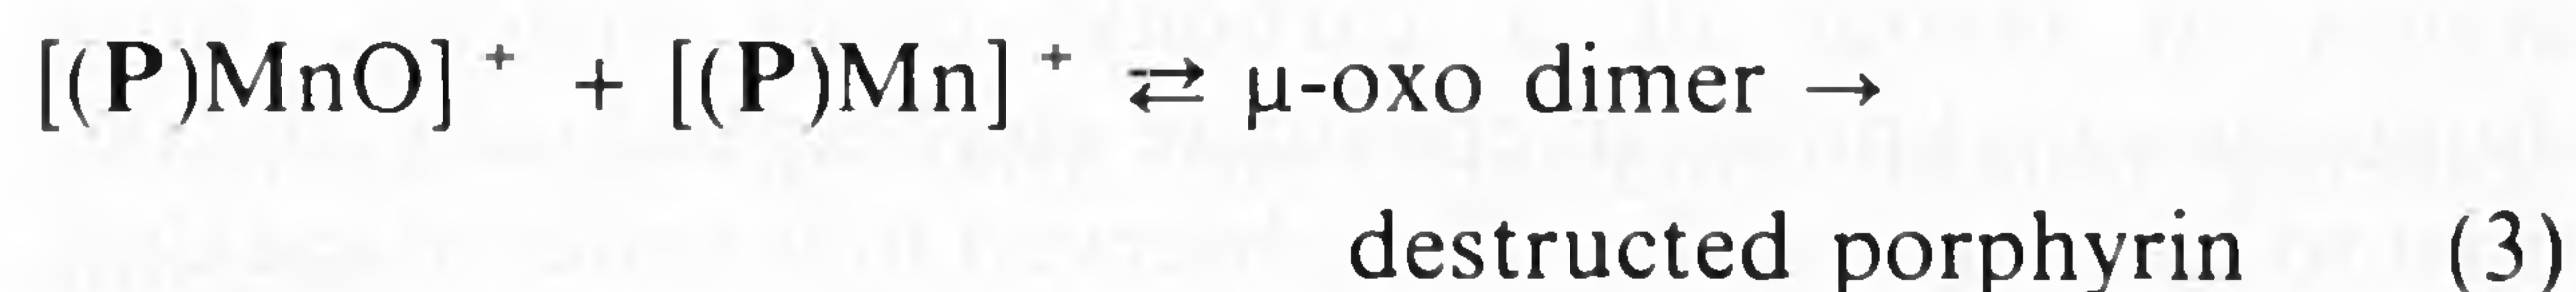 [(P)MnO]⁺ + [(P)Mn]⁺ ⇄ μ-oxo dimer →
destructed porphyrin (3)